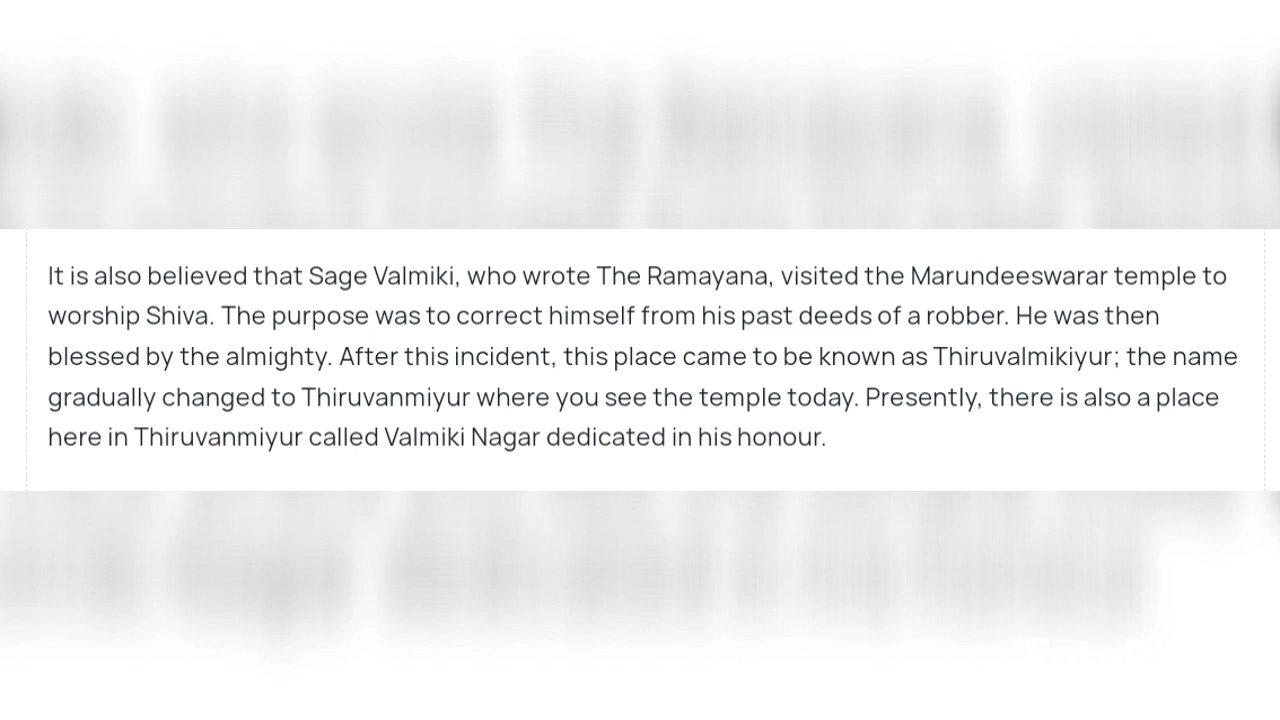 It is also believed that Sage Valmiki, who wrote The Ramayana, visited the Marundeeswarar temple to
worship Shiva. The purpose was to correct himself from his past deeds of a robber. He was then
blessed by the almighty. After this incident, this place came to be known as Thiruvalmikiyur; the name
gradually changed to Thiruvanmiyur where you see the temple today. Presently, there is also a place
here in Thiruvanmiyur called Valmiki Nagar dedicated in his honour.